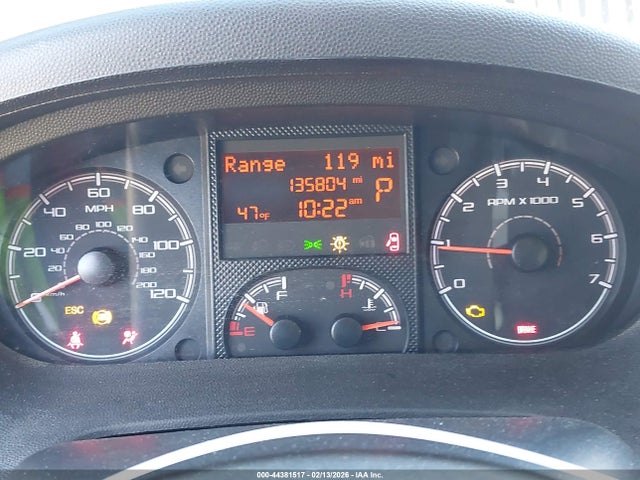 Range 119 mi
135804 mi
P
47°F 10:22 am
0 20 40 60 80 100 120
MPH
20 40 60 80 100 120 140 160 180 200
km/h
ESC
F
E
H
C
0 1 2 3 4 5 6 7
RPM X 1000
BRAKE
000-44381517 - 02/13/2026 - IAA Inc.